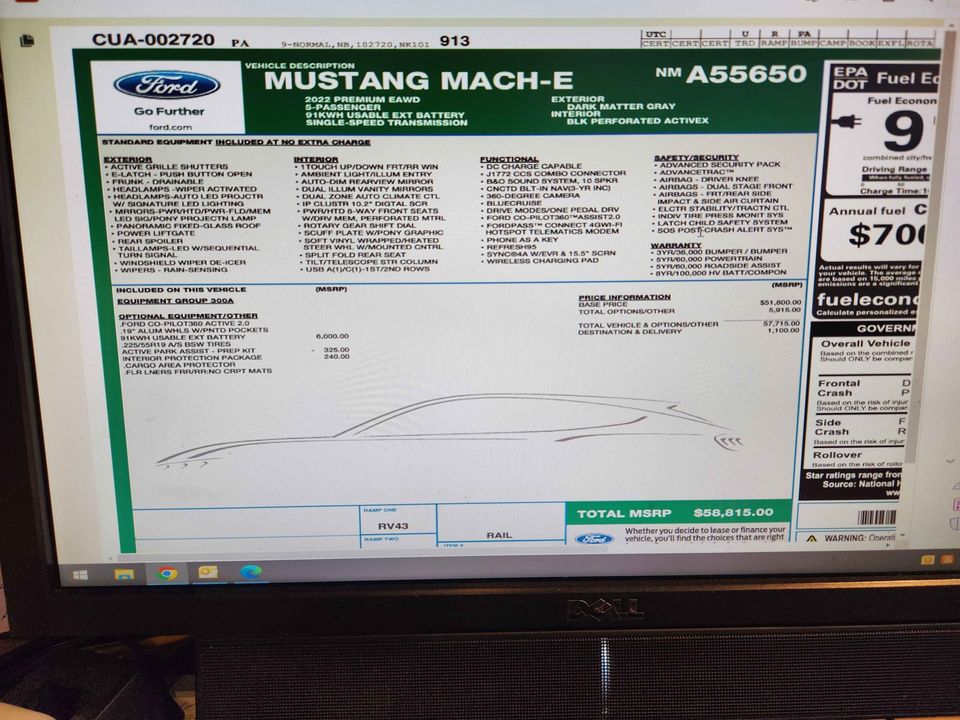 CUA-002720 PA 9-NORMAL,NB,102720,NK101 913
UTC U R PA
CERT CERT CERT TRD RAMP BUMP CAMP BOOK EXFL ROTA
Ford
Go Further
ford.com
VEHICLE DESCRIPTION
MUSTANG MACH-E
NM A55650
2022 PREMIUM EAWD
5-PASSENGER
91KWH USABLE EXT BATTERY
SINGLE-SPEED TRANSMISSION
EXTERIOR
DARK MATTER GRAY
INTERIOR
BLK PERFORATED ACTIVEX
STANDARD EQUIPMENT INCLUDED AT NO EXTRA CHARGE
EXTERIOR
• ACTIVE GRILLE SHUTTERS
• E-LATCH - PUSH BUTTON OPEN
• FRUNK - DRAINABLE
• HEADLAMPS -WIPER ACTIVATED
• HEADLAMPS-AUTO LED PROJCTR
W/ SIGNATURE LIGHTING
• MIRRORS-PWR/HTD/PWR-FLD/MEM
LED SIG/PONY PROJECTN LAMP
• PANORAMIC FIXED-GLASS ROOF
• POWER LIFTGATE
• REAR SPOILER
• TAILLAMPS-LED W/SEQUENTIAL
TURN SIGNAL
• WINDSHIELD WIPER DE-ICER
• WIPERS - RAIN-SENSING
INTERIOR
• 1TOUCH UP/DOWN FRT/RR WIN
• AMBIENT LIGHT/ILLUM ENTRY
• AUTO-DIM REARVIEW MIRROR
• DUAL ILLUM VANITY MIRRORS
• DUAL ZONE AUTO CLIMATE CTL
• IP CLUSTR 10.2" DIGTAL SCR
• PWR/HTD 8-WAY FRONT SEATS
W/DRV MEM, PERFORATD MTRL
• ROTARY GEAR SHIFT DIAL
• SCUFF PLATE W/PONY GRAPHIC
• SOFT VINYL WRAPPED/HEATED
STEER WHL W/MOUNTED CNTRL
• SPLIT FOLD REAR SEAT
• TILT/TELESCOPE STR COLUMN
• USB A(1)/C(1)-1ST/2ND ROWS
FUNCTIONAL
• DC CHARGE CAPABLE
• J1772 CCS COMBO CONNECTOR
• B&O SOUND SYSTEM, 10 SPKR
• CNCTD BLT-IN NAV(3-YR INC)
• 360-DEGREE CAMERA
• BLUECRUISE
• DRIVE MODES/ONE PEDAL DRV
• FORD CO-PILOT360™ASSIST2.0
• FORDPASS™ CONNECT 4GWI-FI
HOTSPOT TELEMATICS MODEM
• PHONE AS A KEY
• REFRESH95
• SYNC®4A W/EVR & 15.5" SCRN
• WIRELESS CHARGING PAD
SAFETY/SECURITY
• ADVANCED SECURITY PACK
• ADVANCETRAC™
• AIRBAG - DRIVER KNEE
• AIRBAGS - DUAL STAGE FRONT
• AIRBAGS - FRT/REAR SIDE
IMPACT & SIDE AIR CURTAIN
• ELCTR STABILITY/TRACTN CTL
• INDIV TIRE PRESS MONIT SYS
• LATCH CHILD SAFETY SYSTEM
• SOS POST-CRASH ALERT SYS™
WARRANTY
• 3YR/36,000 BUMPER / BUMPER
• 5YR/60,000 POWERTRAIN
• 5YR/60,000 ROADSIDE ASSIST
• 8YR/100,000 HV BATT/COMPON
INCLUDED ON THIS VEHICLE (MSRP)
EQUIPMENT GROUP 300A
OPTIONAL EQUIPMENT/OTHER
.FORD CO-PILOT360 ACTIVE 2.0
.19" ALUM WHLS W/PNTD POCKETS
91KWH USABLE EXT BATTERY 6,000.00
.225/55R19 A/S BSW TIRES
ACTIVE PARK ASSIST - PREP KIT - 325.00
INTERIOR PROTECTION PACKAGE 240.00
.CARGO AREA PROTECTOR
.FLR LNERS FRR/RR:NO CRPT MATS
(MSRP)
PRICE INFORMATION
BASE PRICE $51,800.00
TOTAL OPTIONS/OTHER 5,915.00
TOTAL VEHICLE & OPTIONS/OTHER 57,715.00
DESTINATION & DELIVERY 1,100.00
RAMP ONE
RV43
RAMP TWO
RAIL
ITEM #:
TOTAL MSRP $58,815.00
Ford
Whether you decide to lease or finance your
vehicle, you'll find the choices that are right
EPA
DOT
Fuel Ec
Fuel Econom
9
combined city/hw
Driving Range
When fully fueled,
0
Charge Time:
Annual fuel C
$70
Actual results will vary for
your vehicle. The average
are based on 15,000 miles
emissions are a significant
fuelecono
Calculate personalized e
GOVERNM
Overall Vehicle
Based on the combined r
Should ONLY be compar
Frontal D
Crash P
Based on the risk of injur
Should ONLY be compar
Side F
Crash R
Based on the risk of injur
Rollover
Based on the risk of rollo
Star ratings range from
Source: National H
ww
WARNING: Operati
DELL